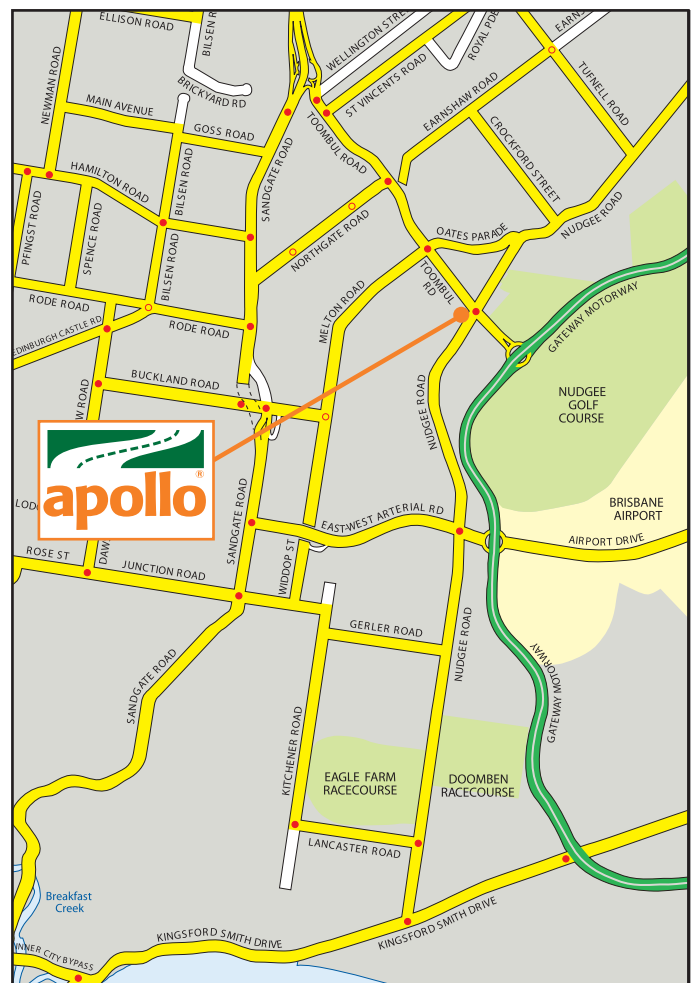 ELLISON ROAD
BILSEN R
WELLINGTON STRE
ROYAL PDE
EARNS
NEWMAN ROAD
BRICKYARD RD
ST VINCENTS ROAD
TUFNELL ROAD
MAIN AVENUE
GOSS ROAD
TOOMBUL ROAD
EARNSHAW ROAD
CROCKFORD STREET
HAMILTON ROAD
BILSEN ROAD
SANDGATE ROAD
PFINGST ROAD
SPENCE ROAD
NORTHGATE ROAD
OATES PARADE
NUDGEE ROAD
BILSEN ROAD
TOOMBUL
RD
GATEWAY MOTORWAY
RODE ROAD
RODE ROAD
MELTON ROAD
EDINBURGH CASTLE RD
BUCKLAND ROAD
W ROAD
NUDGEE ROAD
NUDGEE
GOLF
COURSE
apollo
®
LOD
SANDGATE ROAD
EAST-WEST ARTERIAL RD
BRISBANE
AIRPORT
AIRPORT DRIVE
ROSE ST
DAW
JUNCTION ROAD
WIDDOP ST
GERLER ROAD
NUDGEE ROAD
GATEWAY MOTORWAY
SANDGATE ROAD
KITCHENER ROAD
EAGLE FARM
RACECOURSE
DOOMBEN
RACECOURSE
LANCASTER ROAD
Breakfast
Creek
KINGSFORD SMITH DRIVE
KINGSFORD SMITH DRIVE
INNER CITY BYPASS